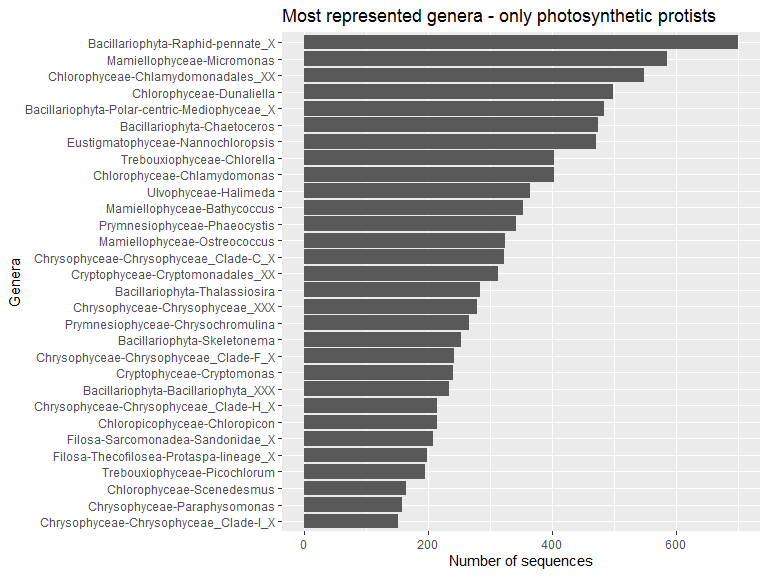 Most represented genera - only photosynthetic protists
Bacillariophyta-Raphid-pennate_X
Mamiellophyceae-Micromonas
Chlorophyceae-Chlamydomonadales_XX
Chlorophyceae-Dunaliella
Bacillariophyta-Polar-centric-Mediophyceae_X
Bacillariophyta-Chaetoceros
Eustigmatophyceae-Nannochloropsis
Trebouxiophyceae-Chlorella
Chlorophyceae-Chlamydomonas
Ulvophyceae-Halimeda
Mamiellophyceae-Bathycoccus
Prymnesiophyceae-Phaeocystis
Mamiellophyceae-Ostreococcus
Chrysophyceae-Chrysophyceae_Clade-C_X
Cryptophyceae-Cryptomonadales_XX
Bacillariophyta-Thalassiosira
Chrysophyceae-Chrysophyceae_XXX
Prymnesiophyceae-Chrysochromulina
Bacillariophyta-Skeletonema
Chrysophyceae-Chrysophyceae_Clade-F_X
Cryptophyceae-Cryptomonas
Bacillariophyta-Bacillariophyta_XXX
Chrysophyceae-Chrysophyceae_Clade-H_X
Chloropicophyceae-Chloropicon
Filosa-Sarcomonadea-Sandonidae_X
Filosa-Thecofilosea-Protaspa-lineage_X
Trebouxiophyceae-Picochlorum
Chlorophyceae-Scenedesmus
Chrysophyceae-Paraphysomonas
Chrysophyceae-Chrysophyceae_Clade-I_X
Genera
0 200 400 600
Number of sequences